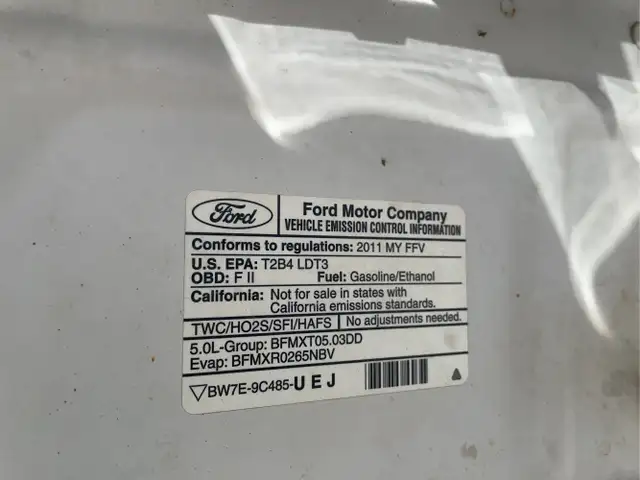 Ford
Ford Motor Company
VEHICLE EMISSION CONTROL INFORMATION
Conforms to regulations: 2011 MY FFV
U.S. EPA: T2B4 LDT3
OBD: F II Fuel: Gasoline/Ethanol
California: Not for sale in states with
California emissions standards.
TWC/HO2S/SFI/HAFS No adjustments needed.
5.0L-Group: BFMXT05.03DD
Evap: BFMXR0265NBV
BW7E-9C485-UEJ